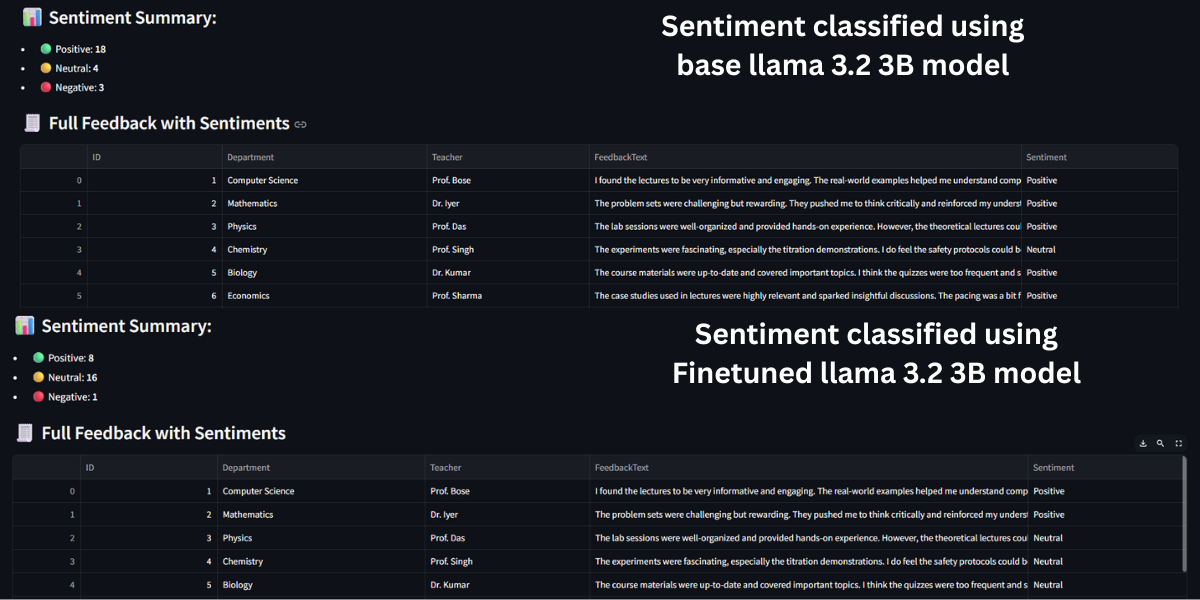 Sentiment Summary:
Sentiment classified using
base llama 3.2 3B model
Positive: 18
Neutral: 4
Negative: 3
Full Feedback with Sentiments
ID Department Teacher FeedbackText Sentiment
0 1 Computer Science Prof. Bose I found the lectures to be very informative and engaging. The real-world examples helped me understand comp Positive
1 2 Mathematics Dr. Iyer The problem sets were challenging but rewarding. They pushed me to think critically and reinforced my unders Positive
2 3 Physics Prof. Das The lab sessions were well-organized and provided hands-on experience. However, the theoretical lectures cou Positive
3 4 Chemistry Prof. Singh The experiments were fascinating, especially the titration demonstrations. I do feel the safety protocols could b Neutral
4 5 Biology Dr. Kumar The course materials were up-to-date and covered important topics. I think the quizzes were too frequent and s Positive
5 6 Economics Prof. Sharma The case studies used in lectures were highly relevant and sparked insightful discussions. The pacing was a bit f Positive
Sentiment Summary:
Sentiment classified using
Finetuned llama 3.2 3B model
Positive: 8
Neutral: 16
Negative: 1
Full Feedback with Sentiments
ID Department Teacher FeedbackText Sentiment
0 1 Computer Science Prof. Bose I found the lectures to be very informative and engaging. The real-world examples helped me understand comp Positive
1 2 Mathematics Dr. Iyer The problem sets were challenging but rewarding. They pushed me to think critically and reinforced my unders Positive
2 3 Physics Prof. Das The lab sessions were well-organized and provided hands-on experience. However, the theoretical lectures cou Neutral
3 4 Chemistry Prof. Singh The experiments were fascinating, especially the titration demonstrations. I do feel the safety protocols could b Neutral
4 5 Biology Dr. Kumar The course materials were up-to-date and covered important topics. I think the quizzes were too frequent and s Neutral